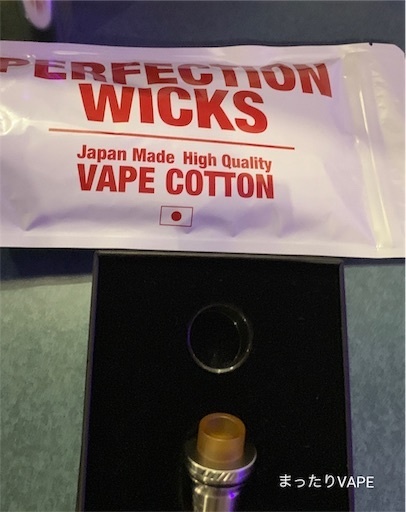 PERFECTION
WICKS
Japan Made High Quality
VAPE COTTON
まったりVAPE